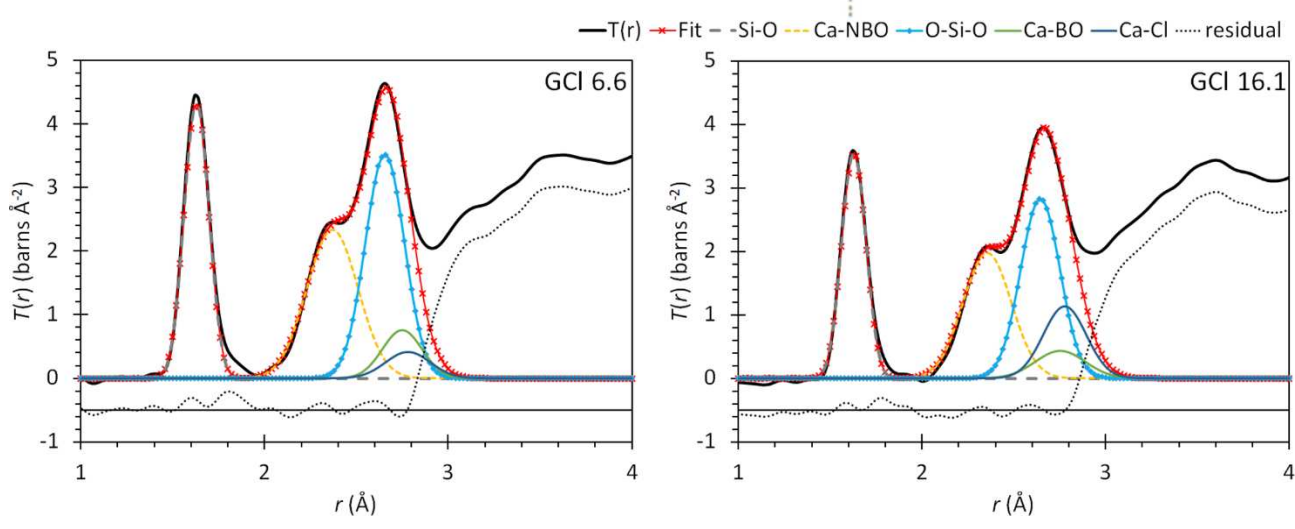 T(r) Fit Si-O Ca-NBO O-Si-O Ca-BO Ca-Cl residual
GCl 6.6
5
4
3
2
1
0
-1
T(r) (barns Å⁻²)
1 2 3 4
r (Å)
GCl 16.1
5
4
3
2
1
0
-1
T(r) (barns Å⁻²)
1 2 3 4
r (Å)